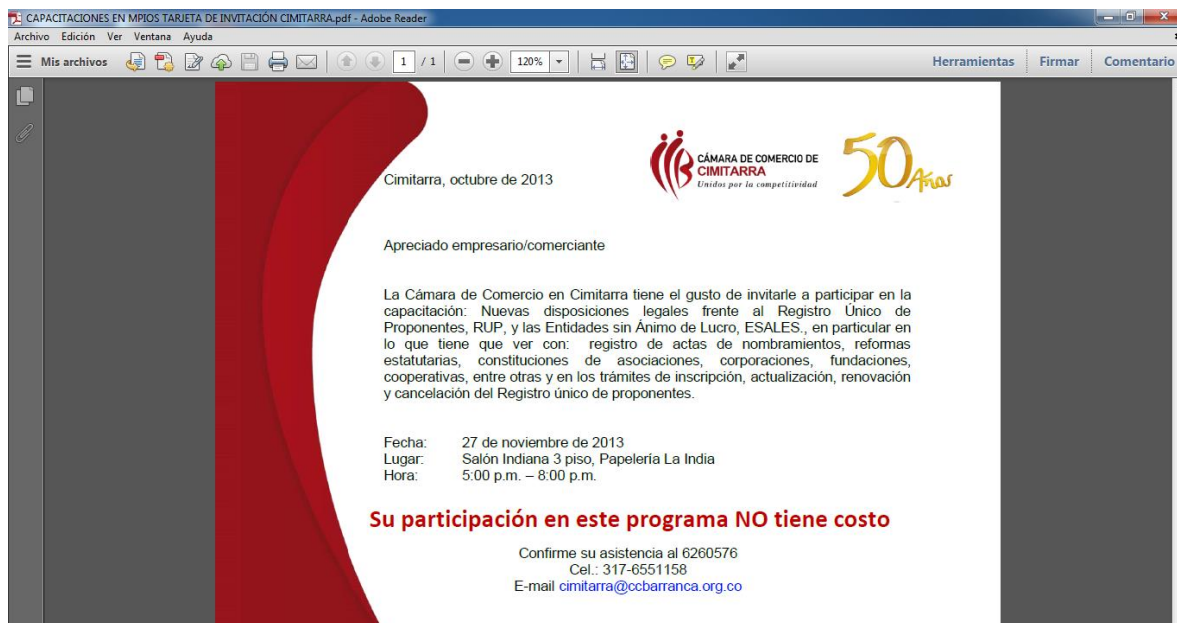 CAPACITACIONES EN MPIOS TARJETA DE INVITACIÓN CIMITARRA.pdf - Adobe Reader
Archivo Edición Ver Ventana Ayuda
Mis archivos 1 / 1 120% Herramientas Firmar Comentario
CÁMARA DE COMERCIO DE
CIMITARRA
Unidos por la competitividad
50 Años
Cimitarra, octubre de 2013
Apreciado empresario/comerciante
La Cámara de Comercio en Cimitarra tiene el gusto de invitarle a participar en la
capacitación: Nuevas disposiciones legales frente al Registro Único de
Proponentes, RUP, y las Entidades sin Ánimo de Lucro, ESALES., en particular en
lo que tiene que ver con: registro de actas de nombramientos, reformas
estatutarias, constituciones de asociaciones, corporaciones, fundaciones,
cooperativas, entre otras y en los trámites de inscripción, actualización, renovación
y cancelación del Registro único de proponentes.
Fecha: 27 de noviembre de 2013
Lugar: Salón Indiana 3 piso, Papelería La India
Hora: 5:00 p.m. – 8:00 p.m.
Su participación en este programa NO tiene costo
Confirme su asistencia al 6260576
Cel.: 317-6551158
E-mail cimitarra@ccbarranca.org.co